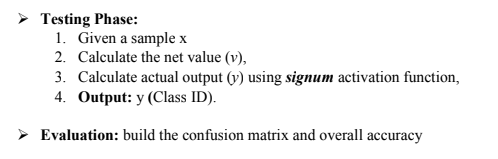 ➢ Testing Phase:
1. Given a sample x
2. Calculate the net value (v),
3. Calculate actual output (y) using signum activation function,
4. Output: y (Class ID).
➢ Evaluation: build the confusion matrix and overall accuracy